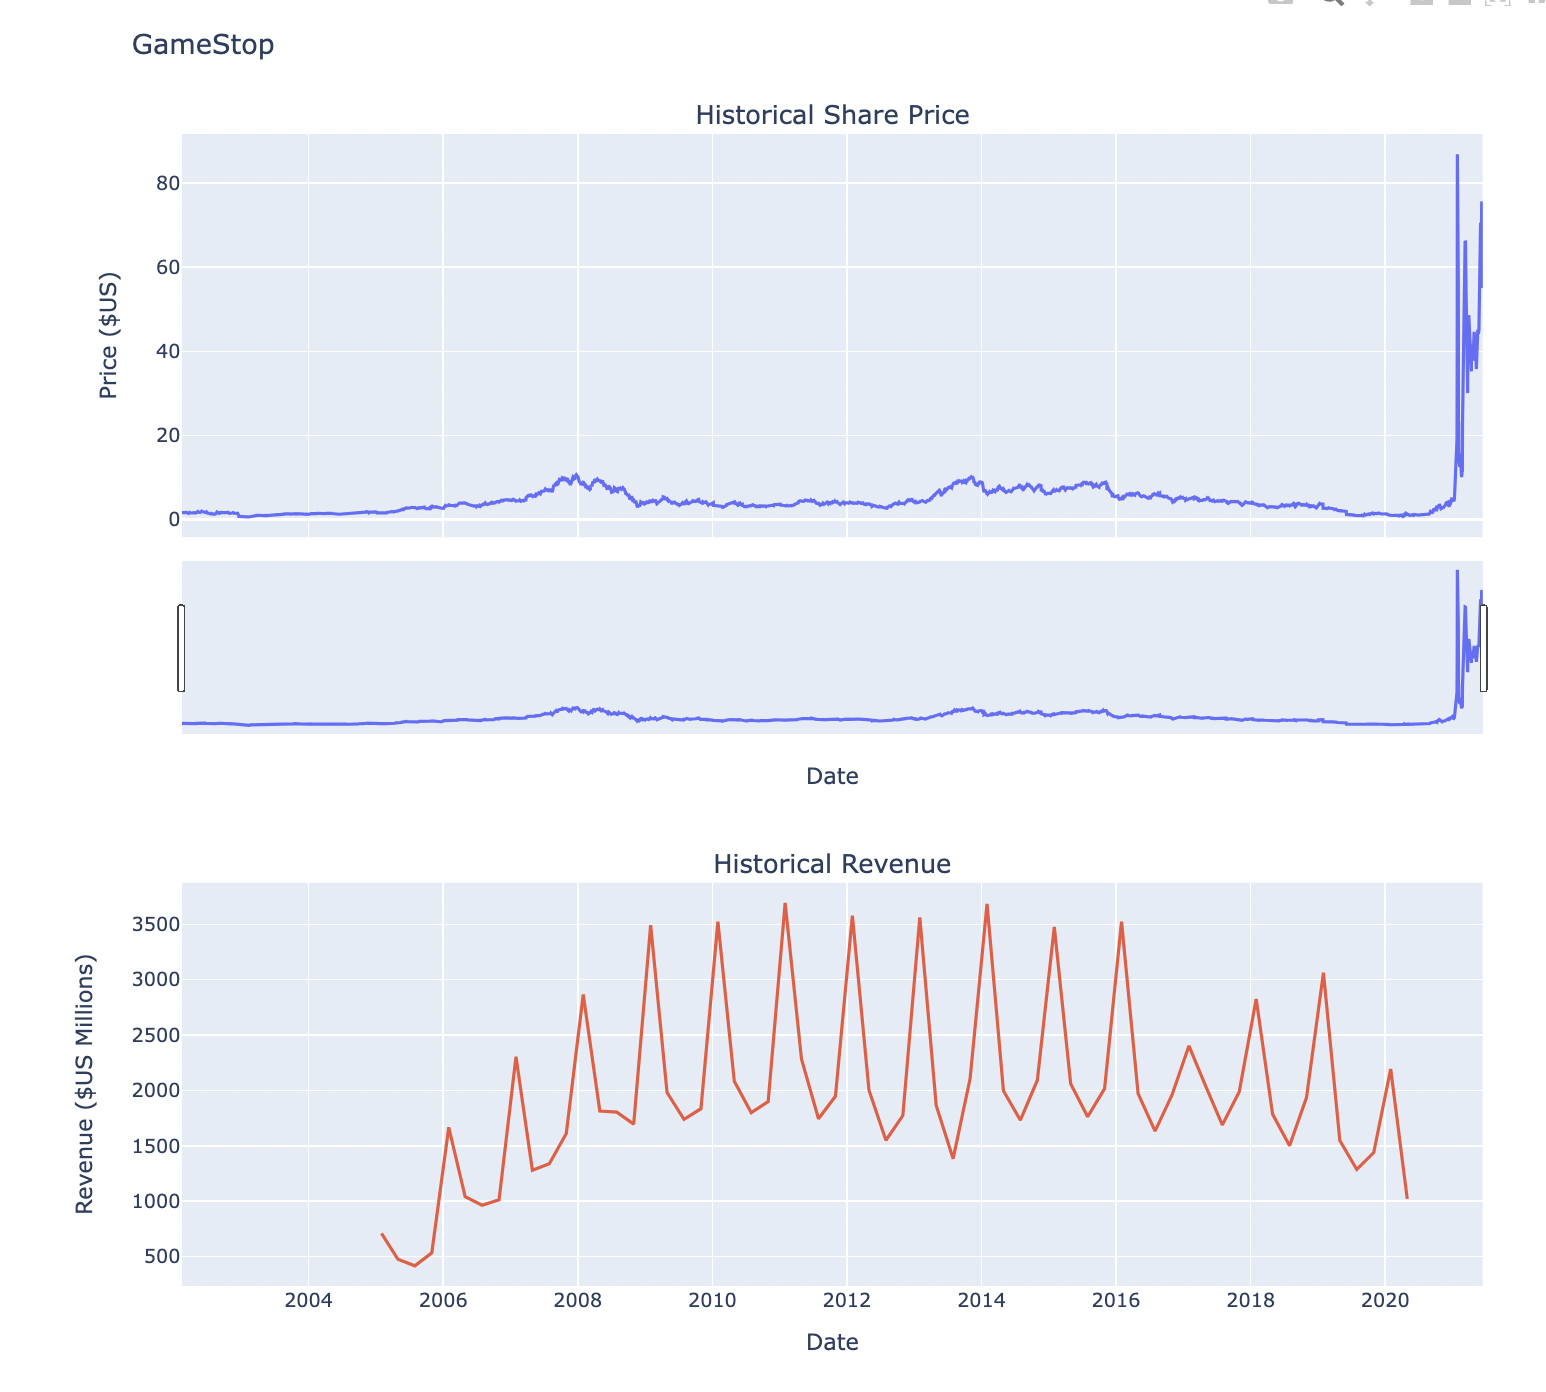 GameStop
Historical Share Price
80
60
40
20
0
Price ($US)
Date
Historical Revenue
3500
3000
2500
2000
1500
1000
500
Revenue ($US Millions)
2004 2006 2008 2010 2012 2014 2016 2018 2020
Date